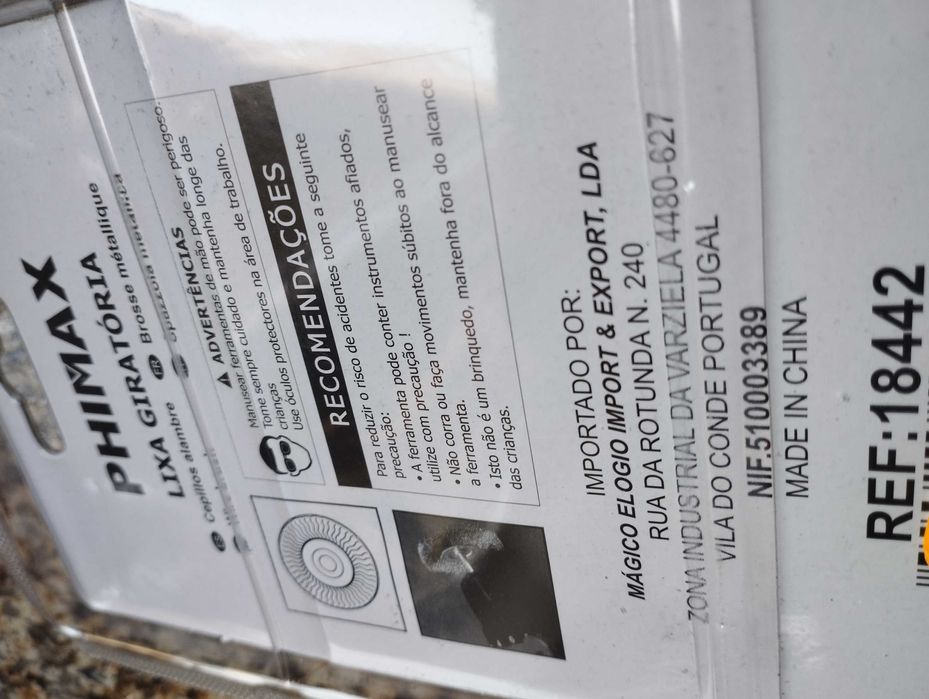 PHIMAX
LIXA GIRATÓRIA
Cepillos alambre FR Brosse métallique
Spazzola metallica
ADVERTÊNCIAS
Manusear ferramentas de mão pode ser perigoso.
Tome sempre cuidado e mantenha longe das
crianças
Use óculos protectores na área de trabalho.
RECOMENDAÇÕES
Para reduzir o risco de acidentes tome a seguinte
precaução:
• A ferramenta pode conter instrumentos afiados,
utilize com precaução !
• Não corra ou faça movimentos súbitos ao manusear
a ferramenta.
• Isto não é um brinquedo, mantenha fora do alcance
das crianças.
IMPORTADO POR:
MÁGICO ELOGIO IMPORT & EXPORT, LDA
RUA DA ROTUNDA N. 240
ZONA INDUSTRIAL DA VARZIELA 4480-627
VILA DO CONDE PORTUGAL
NIF:510003389
MADE IN CHINA
REF:18442